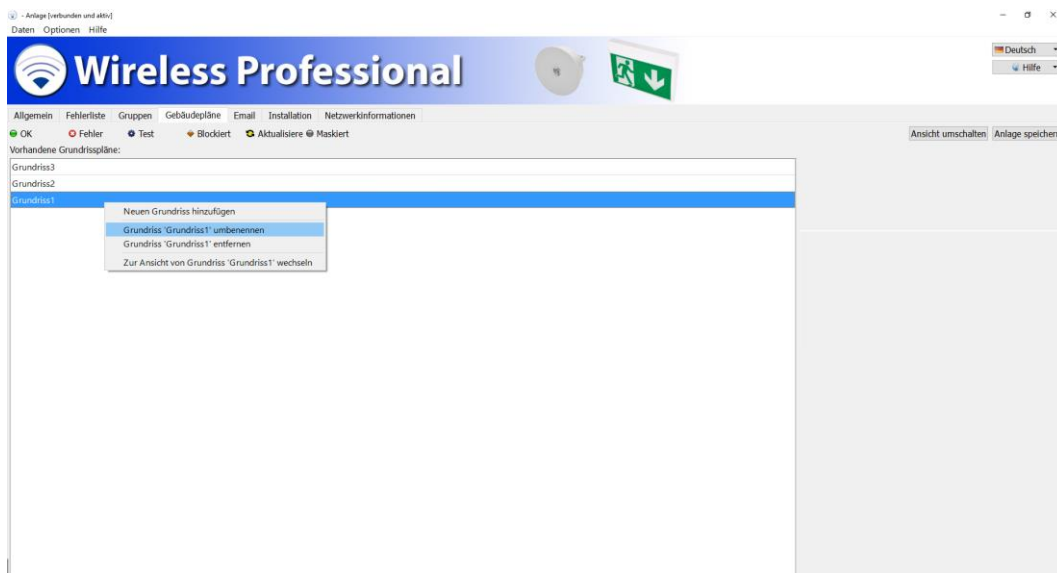 - Anlage [verbunden und aktiv]
Daten Optionen Hilfe
Wireless Professional
Deutsch
Hilfe
Allgemein Fehlerliste Gruppen Gebäudepläne Email Installation Netzwerkinformationen
OK Fehler Test Blockiert Aktualisiere Maskiert Ansicht umschalten Anlage speichern
Vorhandene Grundrisspläne:
Grundriss3
Grundriss2
Grundriss1
Neuen Grundriss hinzufügen
Grundriss 'Grundriss1' umbenennen
Grundriss 'Grundriss1' entfernen
Zur Ansicht von Grundriss 'Grundriss1' wechseln